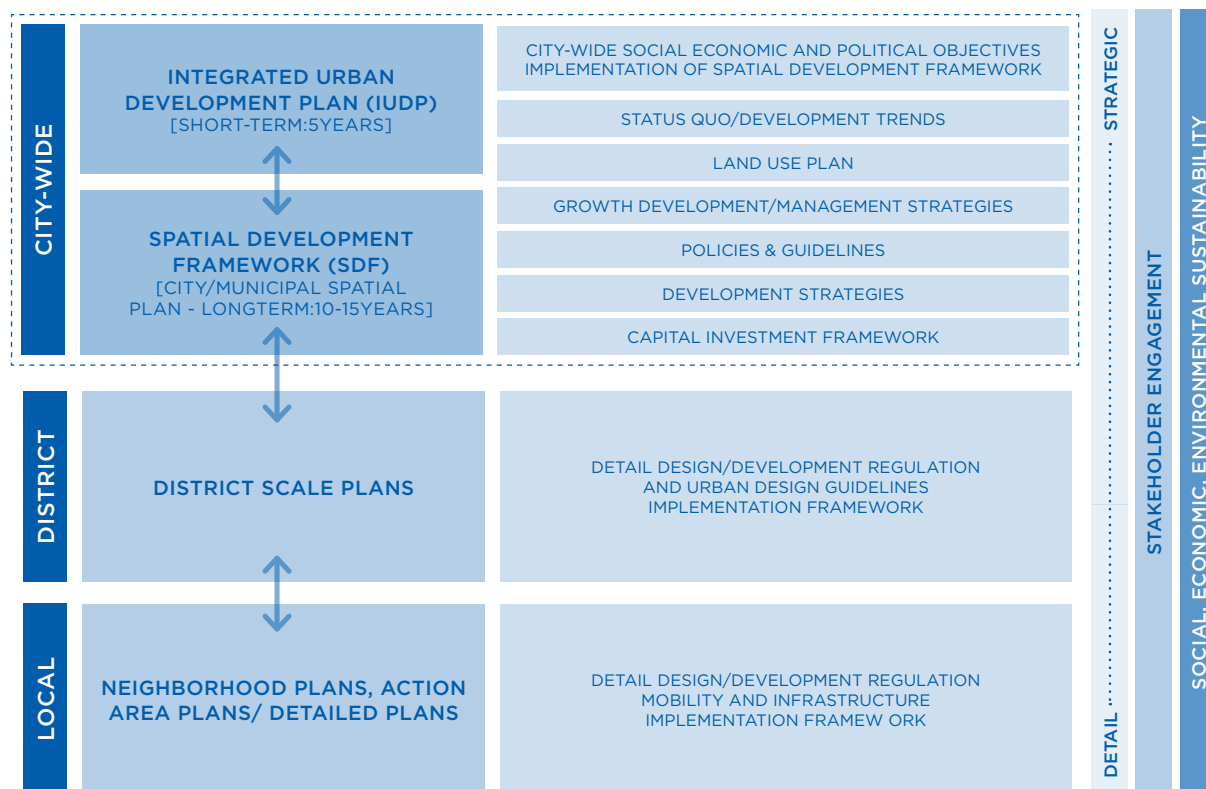 CITY-WIDE
INTEGRATED URBAN
DEVELOPMENT PLAN (IUDP)
[SHORT-TERM:5YEARS]
SPATIAL DEVELOPMENT
FRAMEWORK (SDF)
[CITY/MUNICIPAL SPATIAL
PLAN - LONGTERM:10-15YEARS]
CITY-WIDE SOCIAL ECONOMIC AND POLITICAL OBJECTIVES
IMPLEMENTATION OF SPATIAL DEVELOPMENT FRAMEWORK
STATUS QUO/DEVELOPMENT TRENDS
LAND USE PLAN
GROWTH DEVELOPMENT/MANAGEMENT STRATEGIES
POLICIES & GUIDELINES
DEVELOPMENT STRATEGIES
CAPITAL INVESTMENT FRAMEWORK
DISTRICT
DISTRICT SCALE PLANS
DETAIL DESIGN/DEVELOPMENT REGULATION
AND URBAN DESIGN GUIDELINES
IMPLEMENTATION FRAMEWORK
LOCAL
NEIGHBORHOOD PLANS, ACTION
AREA PLANS/ DETAILED PLANS
DETAIL DESIGN/DEVELOPMENT REGULATION
MOBILITY AND INFRASTRUCTURE
IMPLEMENTATION FRAMEW ORK
DETAIL
STRATEGIC
STAKEHOLDER ENGAGEMENT
SOCIAL, ECONOMIC, ENVIRONMENTAL SUSTAINABILITY